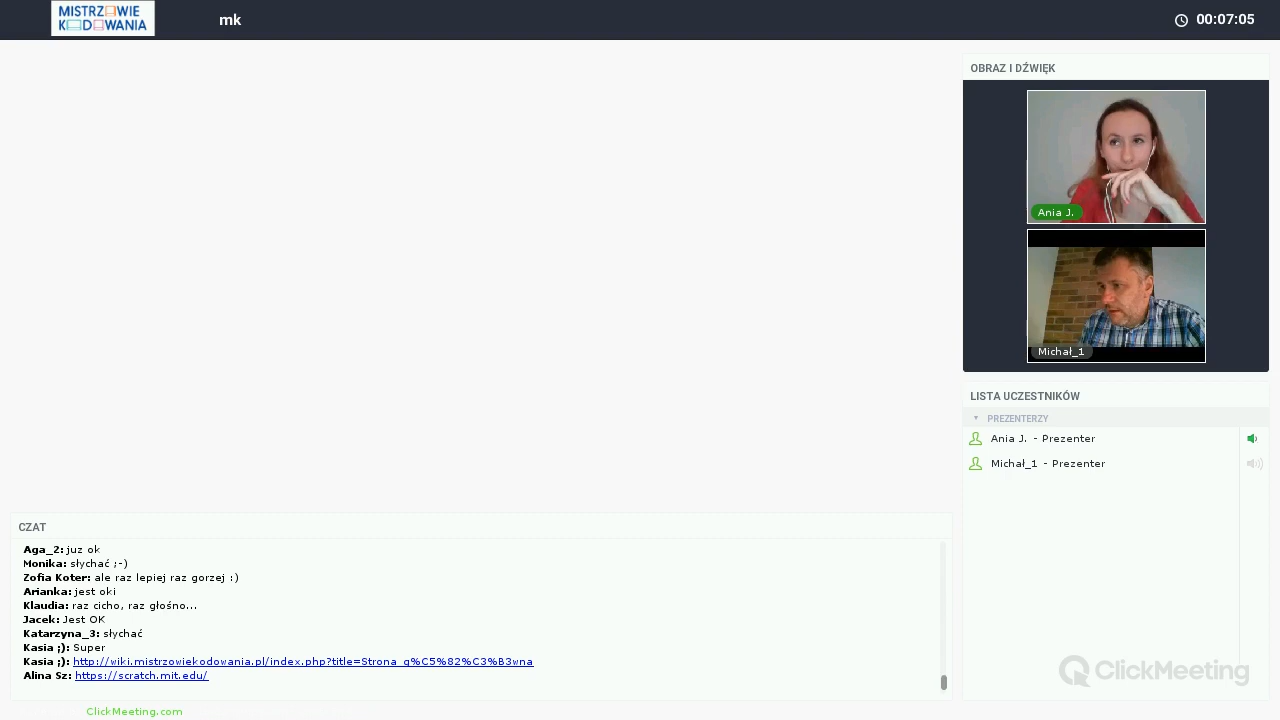 MISTRZOWIE
KODOWANIA
mk
00:07:05
OBRAZ I DŹWIĘK
Ania J.
Michał_1
LISTA UCZESTNIKÓW
PREZENTERZY
Ania J. - Prezenter
Michał_1 - Prezenter
CZAT
Aga_2: juz ok
Monika: słychać ;-)
Zofia Koter: ale raz lepiej raz gorzej :)
Arianka: jest oki
Klaudia: raz cicho, raz głośno...
Jacek: Jest OK
Katarzyna_3: słychać
Kasia ;): Super
Kasia ;): http://wiki.mistrzowiekodowania.pl/index.php?title=Strona_g%C5%82%C3%B3wna
Alina Sz: https://scratch.mit.edu/
ClickMeeting
ClickMeeting.com